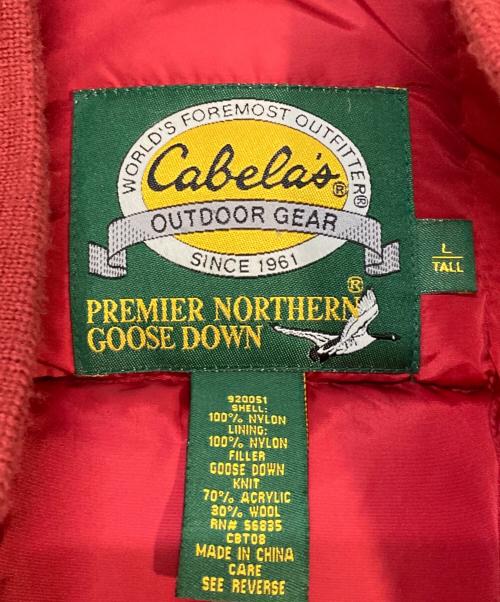 WORLD'S FOREMOST OUTFITTER®
Cabela's®
OUTDOOR GEAR
SINCE 1961
PREMIER NORTHERN®
GOOSE DOWN
L
TALL
920051
SHELL:
100% NYLON
LINING:
100% NYLON
FILLER
GOOSE DOWN
KNIT
70% ACRYLIC
30% WOOL
RN# 56835
CBT08
MADE IN CHINA
CARE
SEE REVERSE